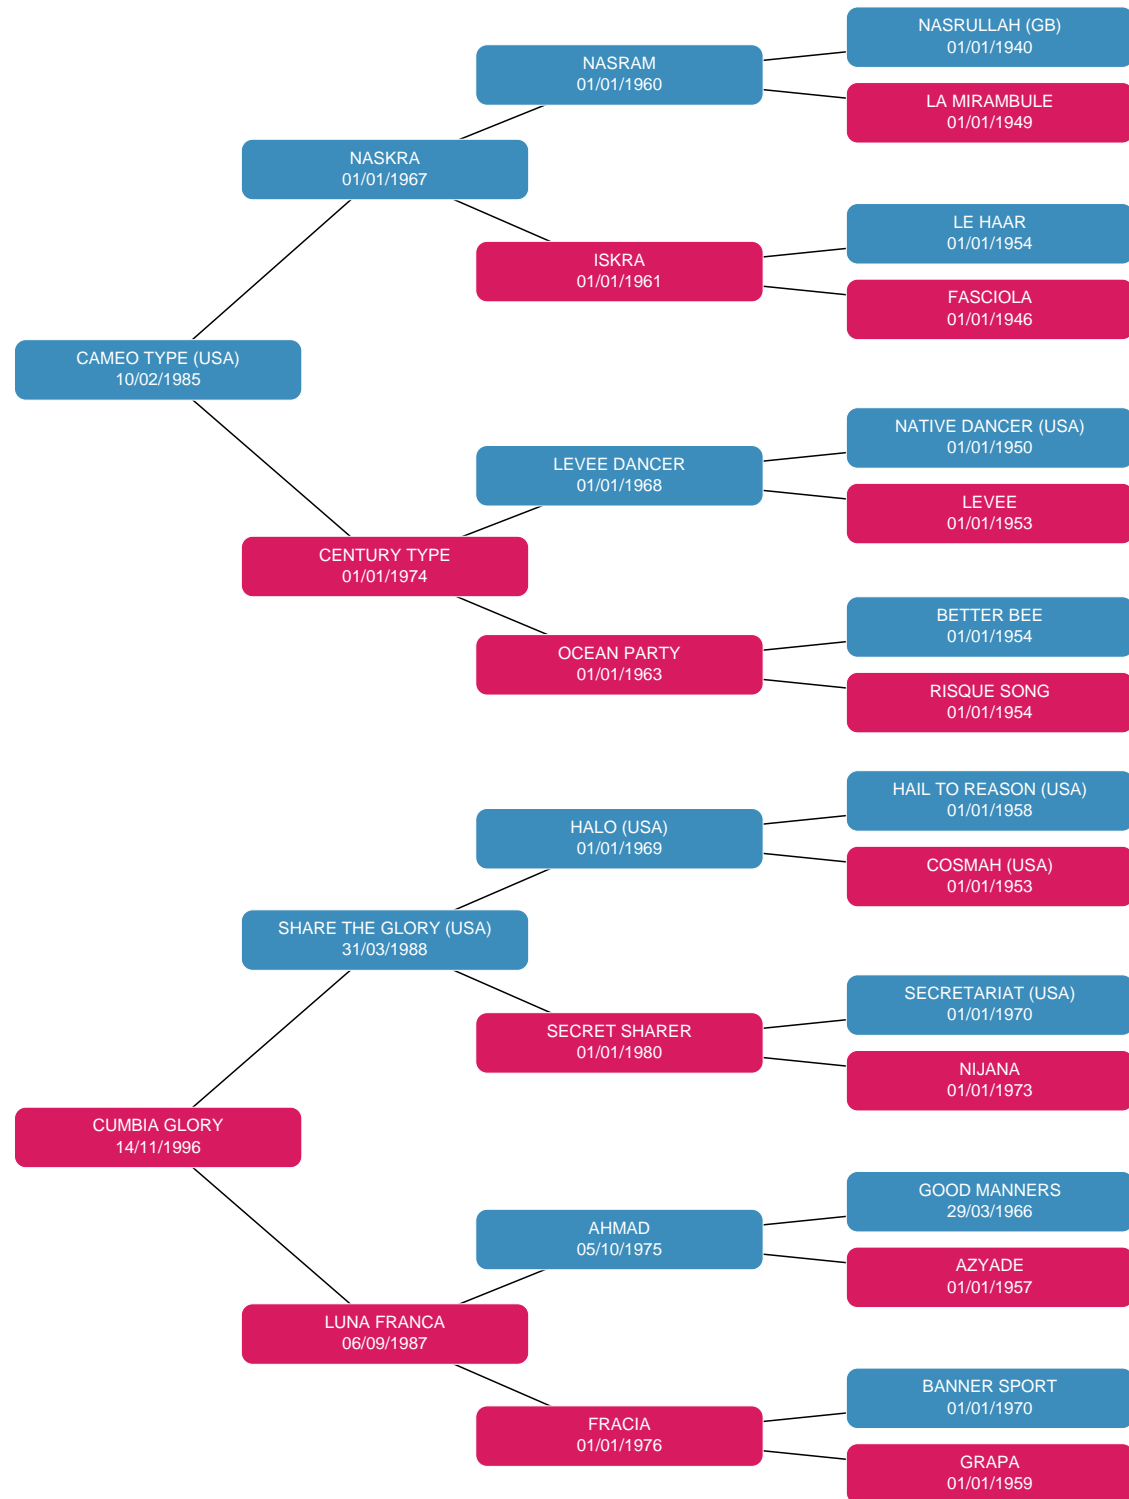 NASRULLAH (GB)
01/01/1940
NASRAM
01/01/1960
LA MIRAMBULE
01/01/1949
NASKRA
01/01/1967
LE HAAR
01/01/1954
ISKRA
01/01/1961
FASCIOLA
01/01/1946
CAMEO TYPE (USA)
10/02/1985
NATIVE DANCER (USA)
01/01/1950
LEVEE DANCER
01/01/1968
LEVEE
01/01/1953
CENTURY TYPE
01/01/1974
BETTER BEE
01/01/1954
OCEAN PARTY
01/01/1963
RISQUE SONG
01/01/1954
HAIL TO REASON (USA)
01/01/1958
HALO (USA)
01/01/1969
COSMAH (USA)
01/01/1953
SHARE THE GLORY (USA)
31/03/1988
SECRETARIAT (USA)
01/01/1970
SECRET SHARER
01/01/1980
NIJANA
01/01/1973
CUMBIA GLORY
14/11/1996
GOOD MANNERS
29/03/1966
AHMAD
05/10/1975
AZYADE
01/01/1957
LUNA FRANCA
06/09/1987
BANNER SPORT
01/01/1970
FRACIA
01/01/1976
GRAPA
01/01/1959